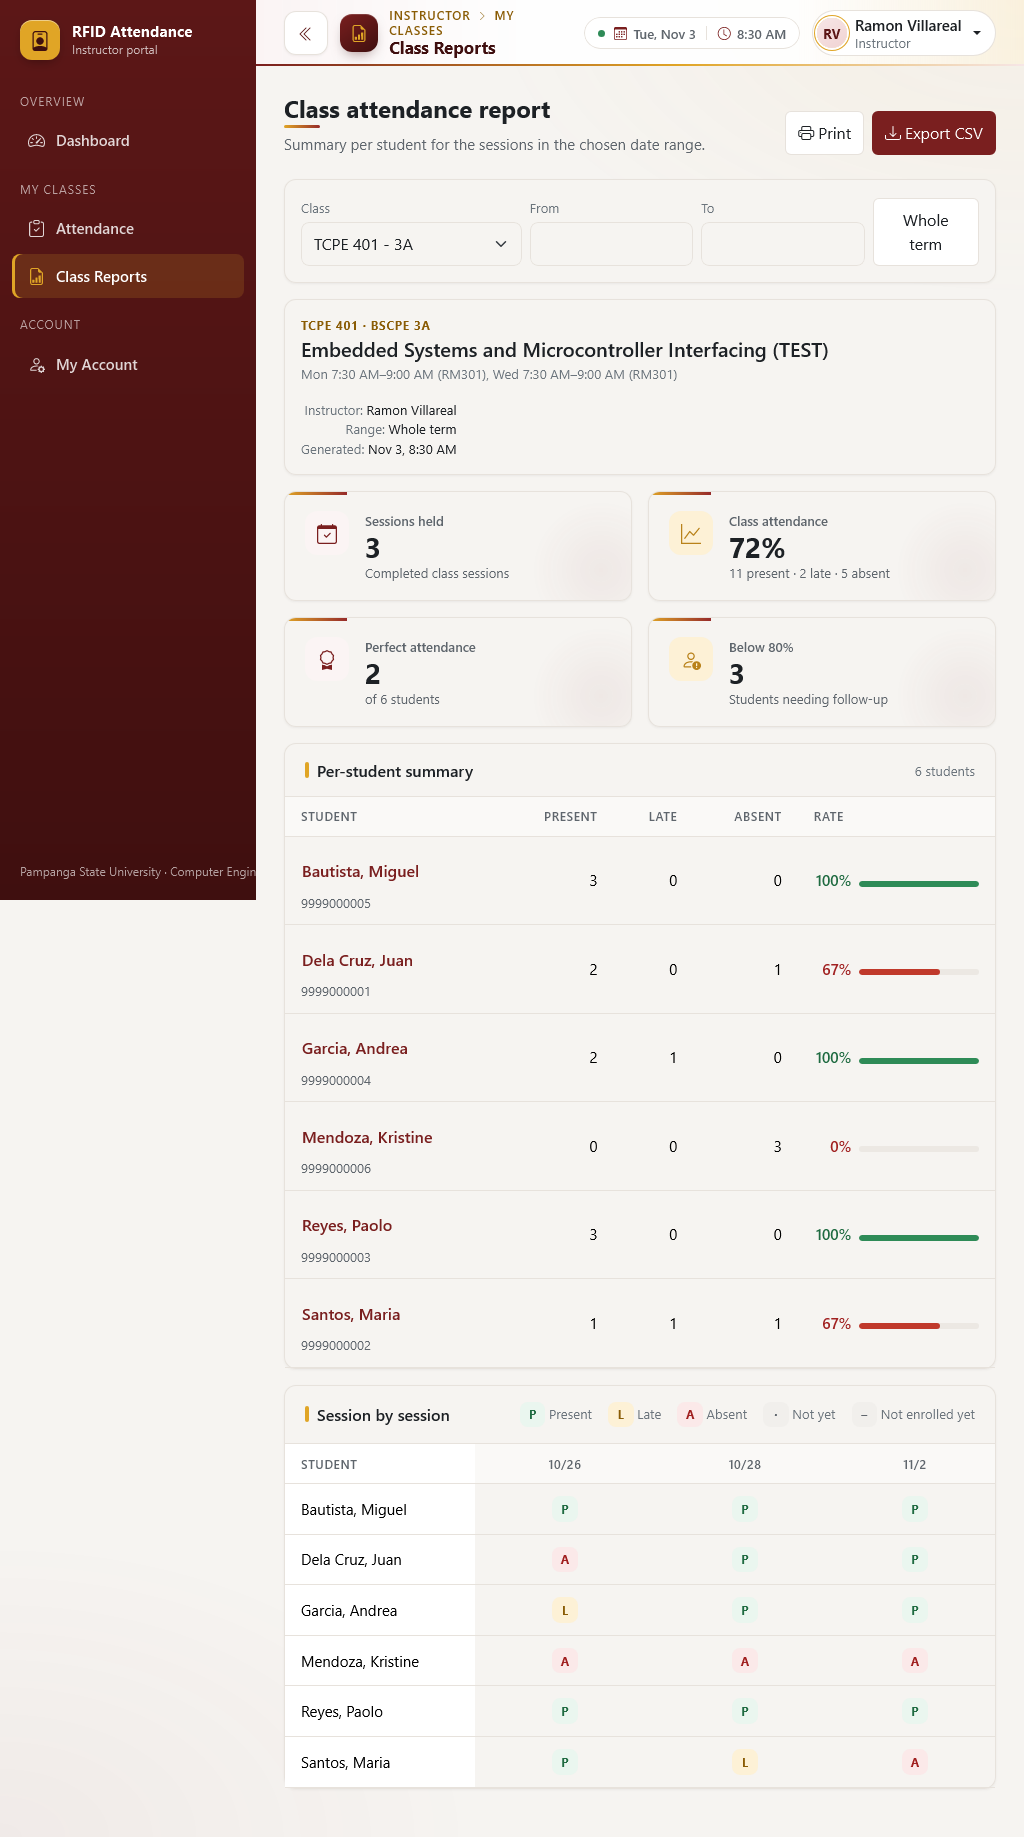 RFID Attendance
Instructor portal
OVERVIEW
Dashboard
MY CLASSES
Attendance
Class Reports
ACCOUNT
My Account
Pampanga State University · Computer Engin
INSTRUCTOR > MY
CLASSES
Class Reports
Tue, Nov 3
8:30 AM
RV
Ramon Villareal
Instructor
Class attendance report
Summary per student for the sessions in the chosen date range.
Print
Export CSV
Class
From
To
TCPE 401 - 3A
Whole
term
TCPE 401 · BSCPE 3A
Embedded Systems and Microcontroller Interfacing (TEST)
Mon 7:30 AM–9:00 AM (RM301), Wed 7:30 AM–9:00 AM (RM301)
Instructor: Ramon Villareal
Range: Whole term
Generated: Nov 3, 8:30 AM
Sessions held
3
Completed class sessions
Class attendance
72%
11 present · 2 late · 5 absent
Perfect attendance
2
of 6 students
Below 80%
3
Students needing follow-up
Per-student summary
6 students
STUDENT PRESENT LATE ABSENT RATE
Bautista, Miguel 3 0 0 100%
9999000005
Dela Cruz, Juan 2 0 1 67%
9999000001
Garcia, Andrea 2 1 0 100%
9999000004
Mendoza, Kristine 0 0 3 0%
9999000006
Reyes, Paolo 3 0 0 100%
9999000003
Santos, Maria 1 1 1 67%
9999000002
Session by session
P Present L Late A Absent · Not yet – Not enrolled yet
STUDENT 10/26 10/28 11/2
Bautista, Miguel P P P
Dela Cruz, Juan A P P
Garcia, Andrea L P P
Mendoza, Kristine A A A
Reyes, Paolo P P P
Santos, Maria P L A